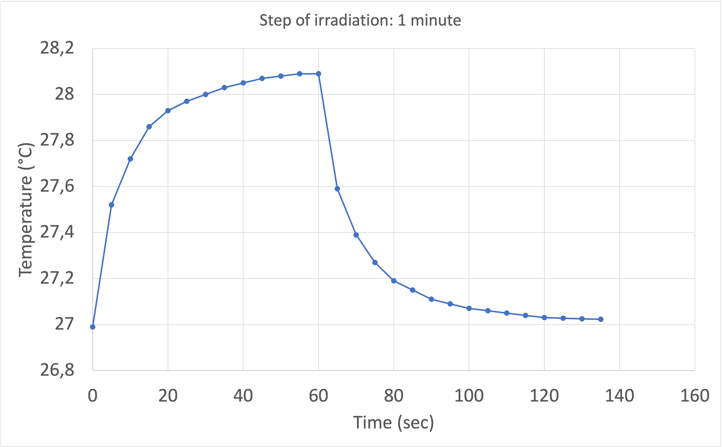 Step of irradiation: 1 minute
28,2
28
27,8
27,6
27,4
27,2
27
26,8
Temperature (°C)
0 20 40 60 80 100 120 140 160
Time (sec)